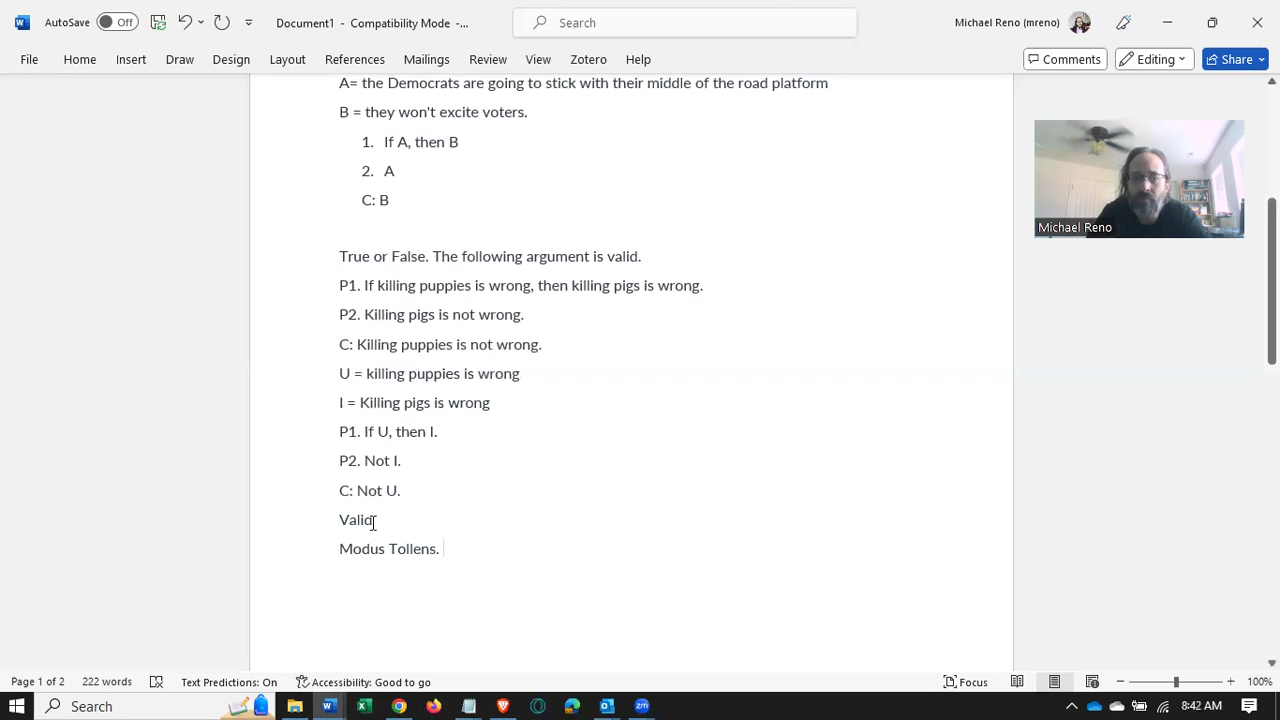 AutoSave Off Document1 - Compatibility Mode -... Search Michael Reno (mreno)
File Home Insert Draw Design Layout References Mailings Review View Zotero Help Comments Editing Share
A= the Democrats are going to stick with their middle of the road platform
B = they won't excite voters.
1. If A, then B
2. A
C: B
Michael Reno
True or False. The following argument is valid.
P1. If killing puppies is wrong, then killing pigs is wrong.
P2. Killing pigs is not wrong.
C: Killing puppies is not wrong.
U = killing puppies is wrong
I = Killing pigs is wrong
P1. If U, then I.
P2. Not I.
C: Not U.
Valid
Modus Tollens.
Page 1 of 2 222 words Text Predictions: On Accessibility: Good to go Focus 100%
Search 8:42 AM